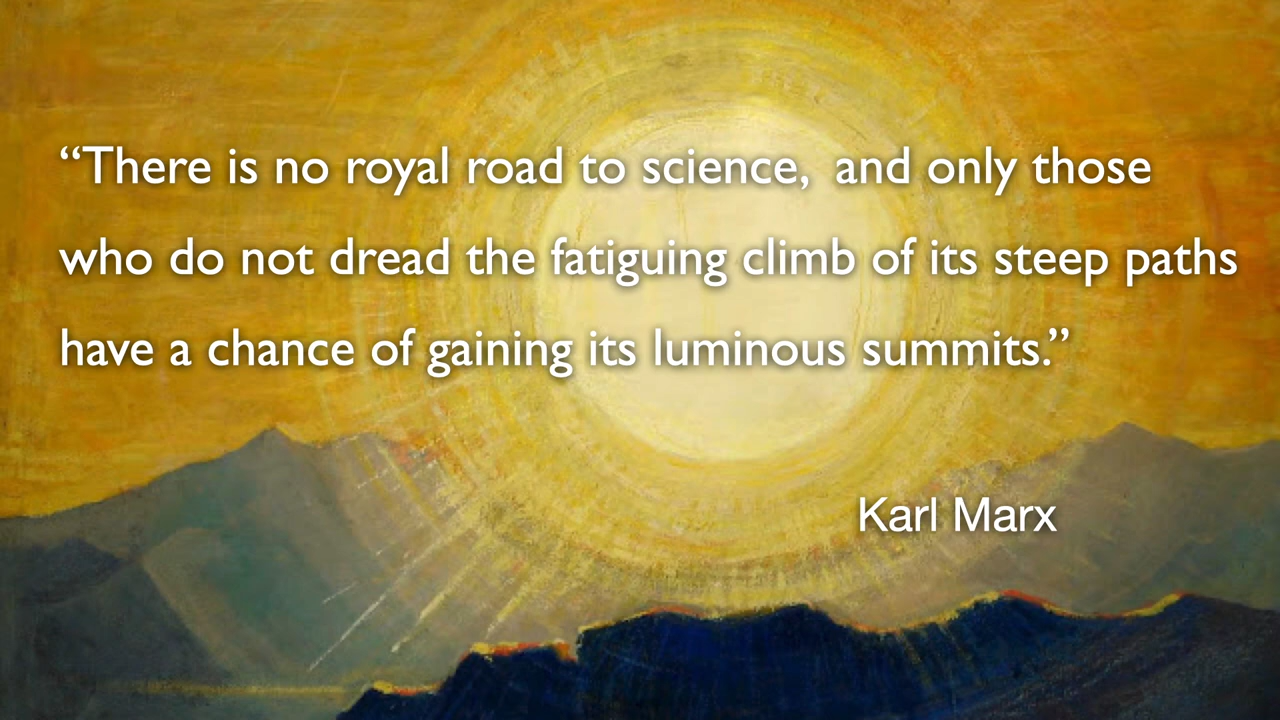 “There is no royal road to science,  and only those
who do not dread the fatiguing climb of its steep paths
have a chance of gaining its luminous summits.”
Karl Marx